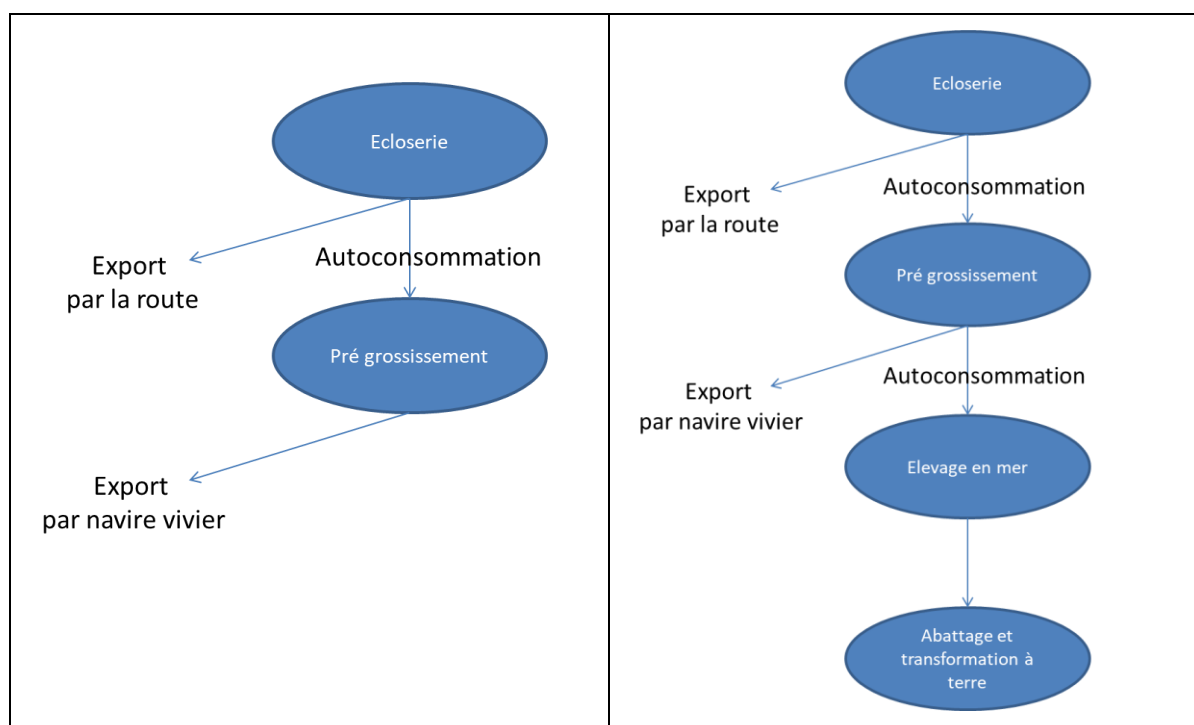 Ecloserie
Export
par la route
Autoconsommation
Pré grossissement
Export
par navire vivier
Ecloserie
Export
par la route
Autoconsommation
Pré grossissement
Export
par navire vivier
Autoconsommation
Elevage en mer
Abattage et
transformation à
terre